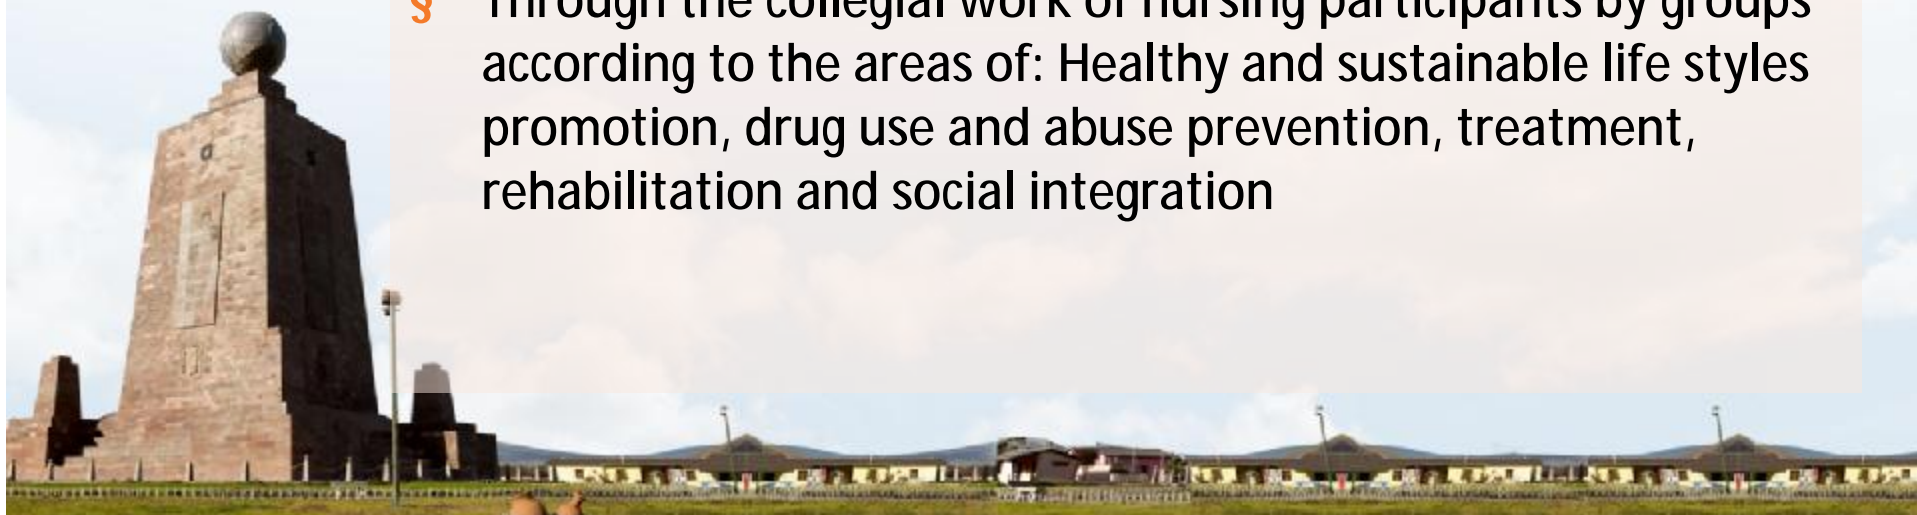 § Through the collegial work of nursing participants by groups
according to the areas of: Healthy and sustainable life styles
promotion, drug use and abuse prevention, treatment,
rehabilitation and social integration